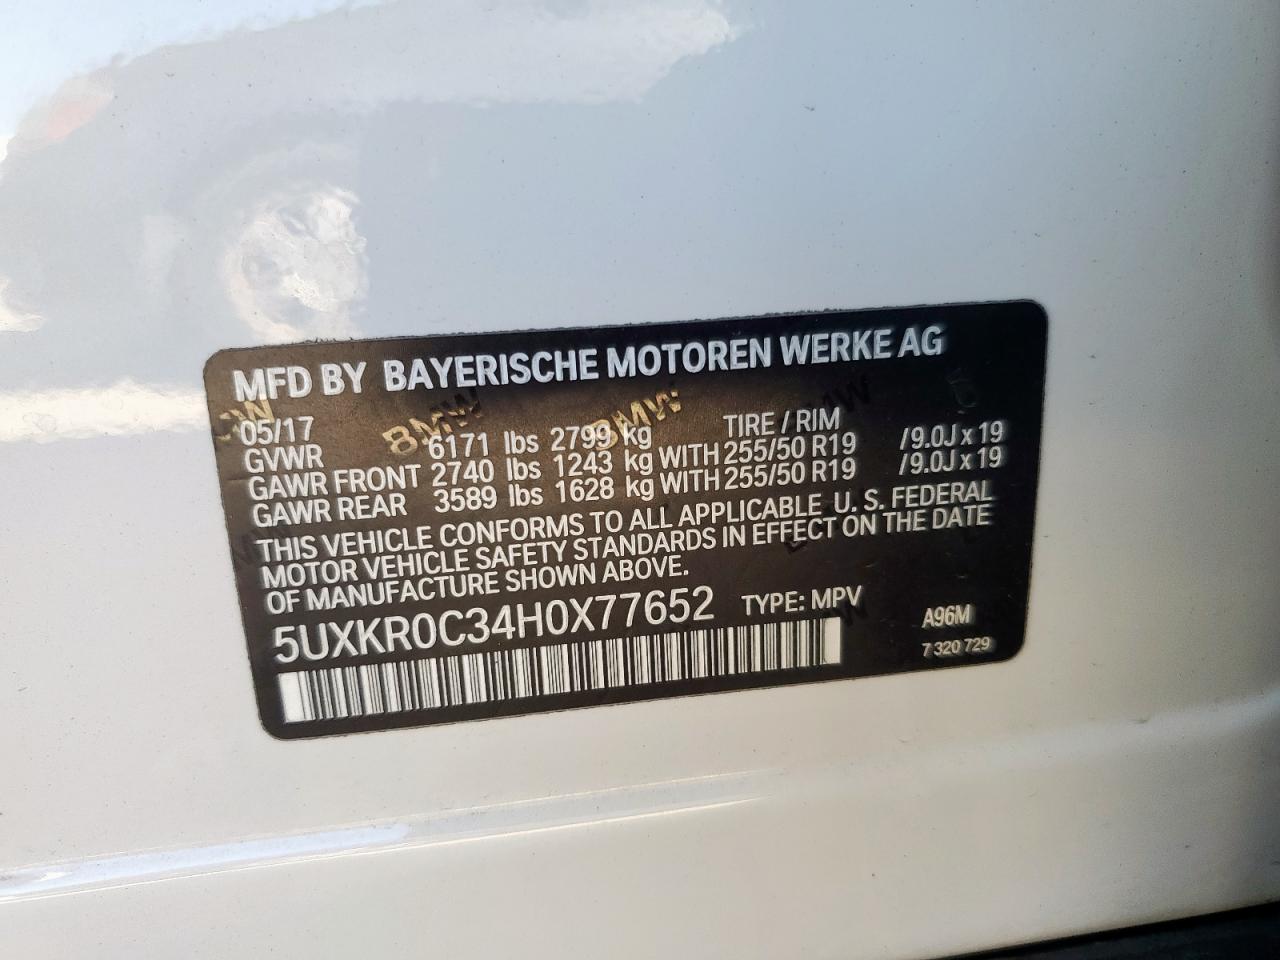 MFD BY BAYERISCHE MOTOREN WERKE AG
05/17 TIRE / RIM
GVWR 6171 lbs 2799 kg
GAWR FRONT 2740 lbs 1243 kg WITH 255/50 R19 /9.0J x 19
GAWR REAR 3589 lbs 1628 kg WITH 255/50 R19 /9.0J x 19
THIS VEHICLE CONFORMS TO ALL APPLICABLE U. S. FEDERAL
MOTOR VEHICLE SAFETY STANDARDS IN EFFECT ON THE DATE
OF MANUFACTURE SHOWN ABOVE.
5UXKR0C34H0X77652 TYPE: MPV A96M
7 320 729
BMW
BMW